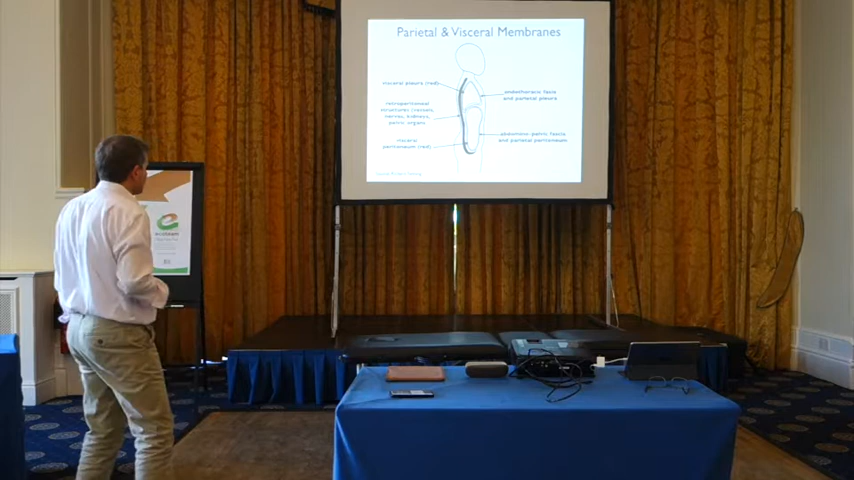 Parietal & Visceral Membranes
visceral pleura (red)
endothoracic fascia
and parietal pleura
retroperitoneal
structures (vessels,
nerves, kidneys,
pelvic organs
abdomino-pelvic fascia
and parietal peritoneum
visceral
peritoneum (red)